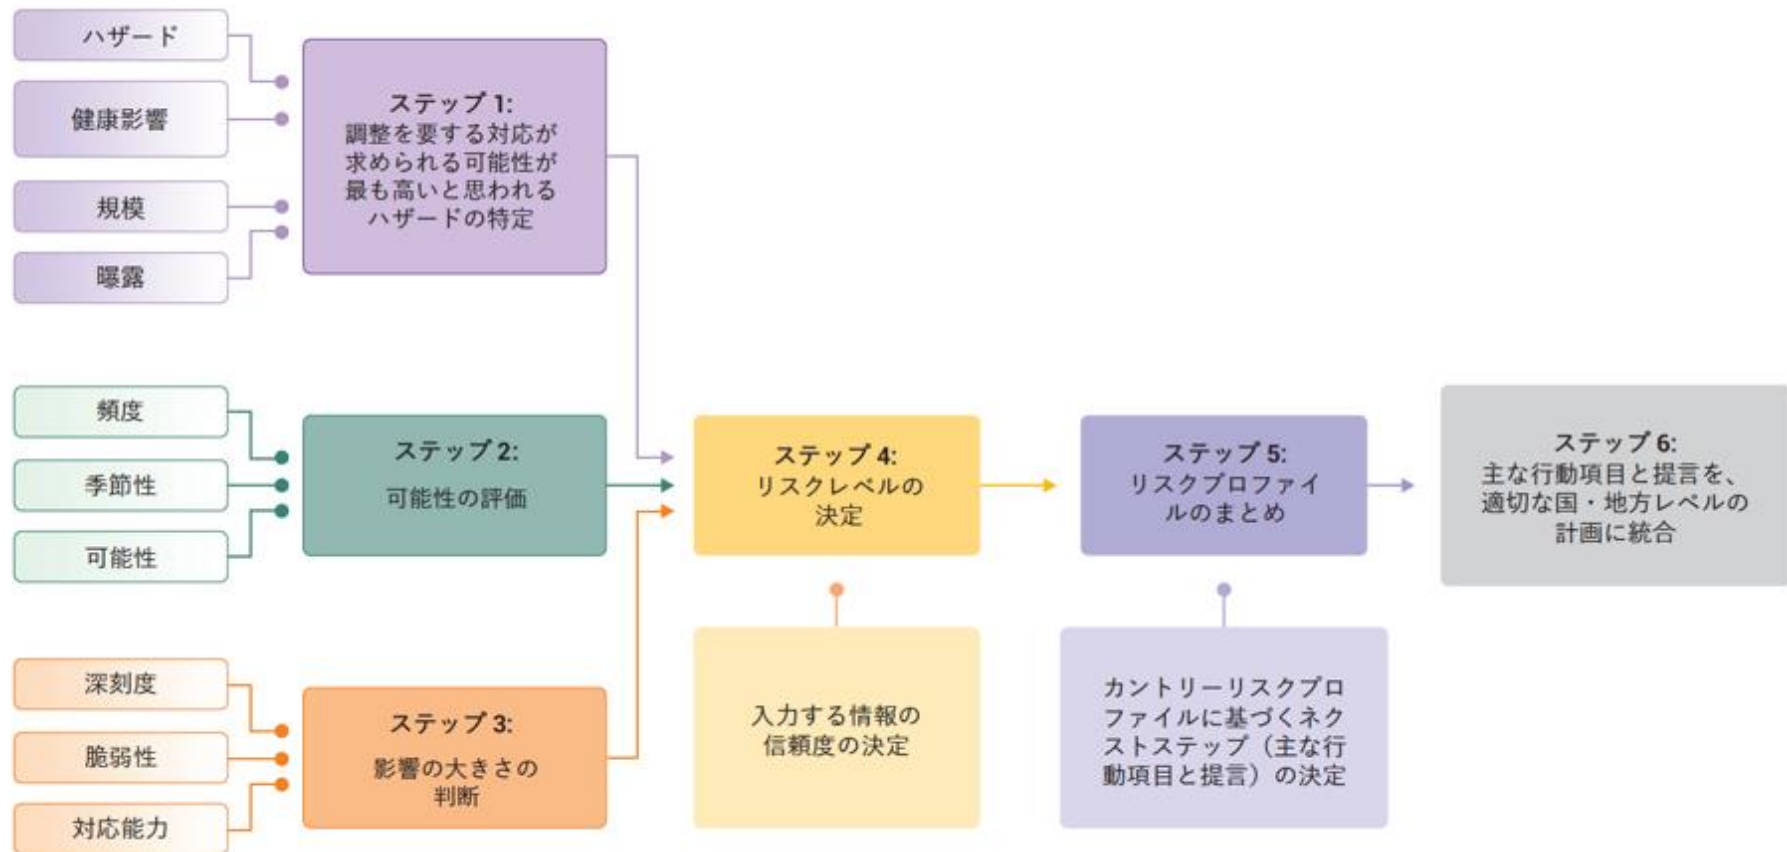 ハザード
健康影響
規模
曝露
ステップ 1:
調整を要する対応が
求められる可能性が
最も高いと思われる
ハザードの特定
頻度
季節性
可能性
ステップ 2:
可能性の評価
深刻度
脆弱性
対応能力
ステップ 3:
影響の大きさの
判断
ステップ 4:
リスクレベルの
決定
入力する情報の
信頼度の決定
ステップ 5:
リスクプロファイ
ルのまとめ
カントリーリスクプロ
ファイルに基づくネク
ストステップ（主な行
動項目と提言）の決定
ステップ 6:
主な行動項目と提言を、
適切な国・地方レベルの
計画に統合